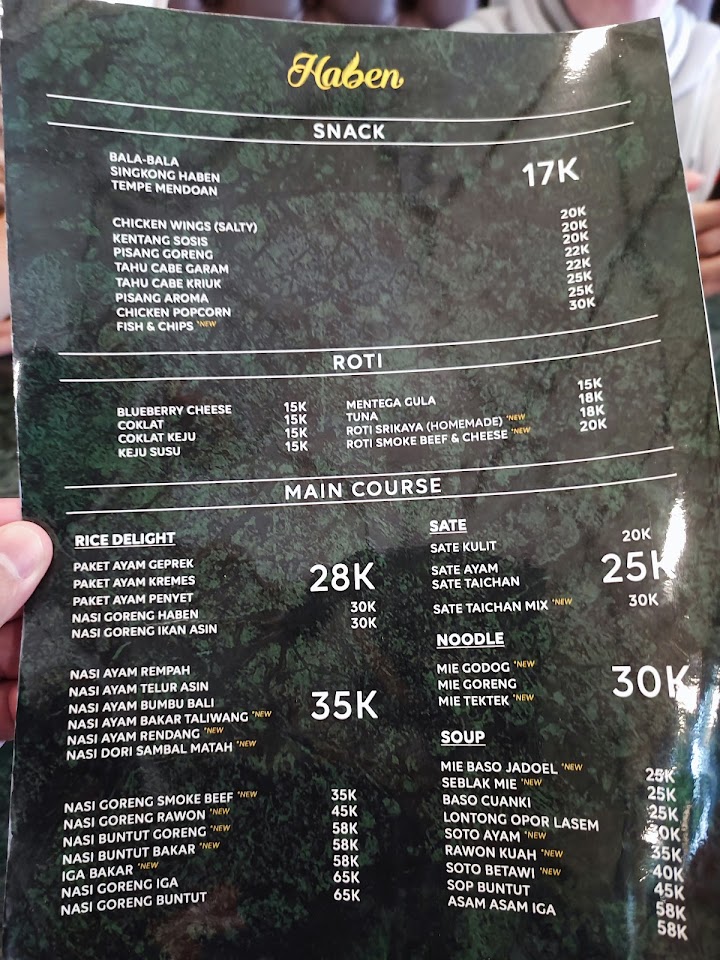 Haben
SNACK
BALA-BALA
SINGKONG HABEN
TEMPE MENDOAN
17K
CHICKEN WINGS (SALTY) 20K
KENTANG SOSIS 20K
PISANG GORENG 20K
TAHU CABE GARAM 22K
TAHU CABE KRIUK 22K
PISANG AROMA 25K
CHICKEN POPCORN 25K
FISH & CHIPS *NEW 30K
ROTI
BLUEBERRY CHEESE 15K
COKLAT 15K
COKLAT KEJU 15K
KEJU SUSU 15K
MENTEGA GULA 15K
TUNA 18K
ROTI SRIKAYA (HOMEMADE) *NEW 18K
ROTI SMOKE BEEF & CHEESE *NEW 20K
MAIN COURSE
RICE DELIGHT
PAKET AYAM GEPREK
PAKET AYAM KREMES
PAKET AYAM PENYET
28K
NASI GORENG HABEN 30K
NASI GORENG IKAN ASIN 30K
NASI AYAM REMPAH
NASI AYAM TELUR ASIN
NASI AYAM BUMBU BALI
NASI AYAM BAKAR TALIWANG *NEW
NASI AYAM RENDANG *NEW
NASI DORI SAMBAL MATAH *NEW
35K
NASI GORENG SMOKE BEEF *NEW 35K
NASI GORENG RAWON *NEW 45K
NASI BUNTUT GORENG *NEW 58K
NASI BUNTUT BAKAR *NEW 58K
IGA BAKAR *NEW 58K
NASI GORENG IGA 65K
NASI GORENG BUNTUT 65K
SATE
SATE KULIT 20K
SATE AYAM
SATE TAICHAN
25K
SATE TAICHAN MIX *NEW 30K
NOODLE
MIE GODOG *NEW
MIE GORENG
MIE TEKTEK *NEW
30K
SOUP
MIE BASO JADOEL *NEW 25K
SEBLAK MIE *NEW 25K
BASO CUANKI 25K
LONTONG OPOR LASEM 30K
SOTO AYAM *NEW 35K
RAWON KUAH *NEW 40K
SOTO BETAWI *NEW 45K
SOP BUNTUT 58K
ASAM ASAM IGA 58K